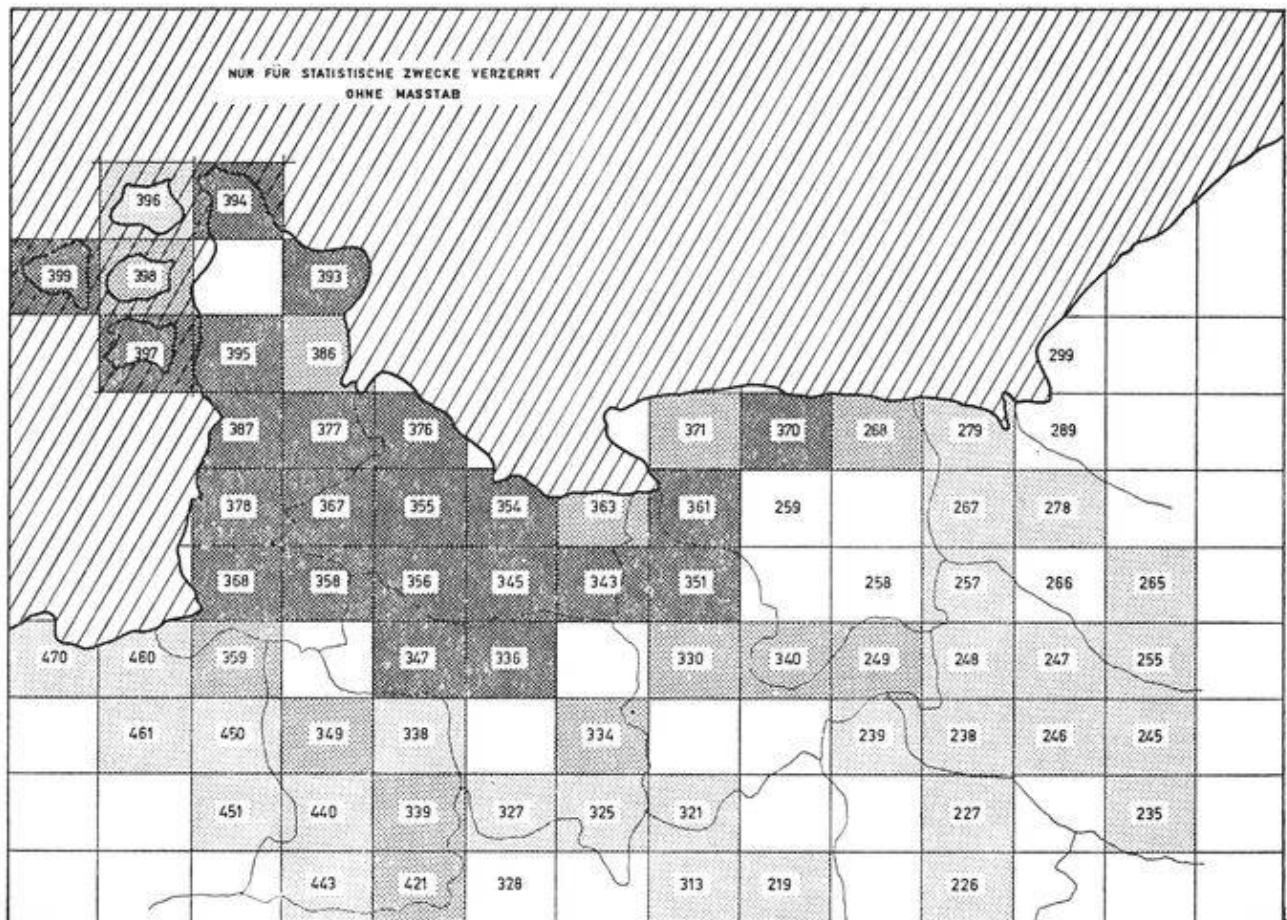 NUR FÜR STATISTISCHE ZWECKE VERZERRT
OHNE MASSTAB
396 394
399 398 393
397 395 386 299
387 377 376 371 370 268 279 289
378 367 355 354 363 361 259 267 278
368 358 356 345 343 351 258 257 266 265
470 460 359 347 336 330 340 249 248 247 255
461 450 349 338 334 239 238 246 245
451 440 339 327 325 321 227 235
443 421 328 313 219 226